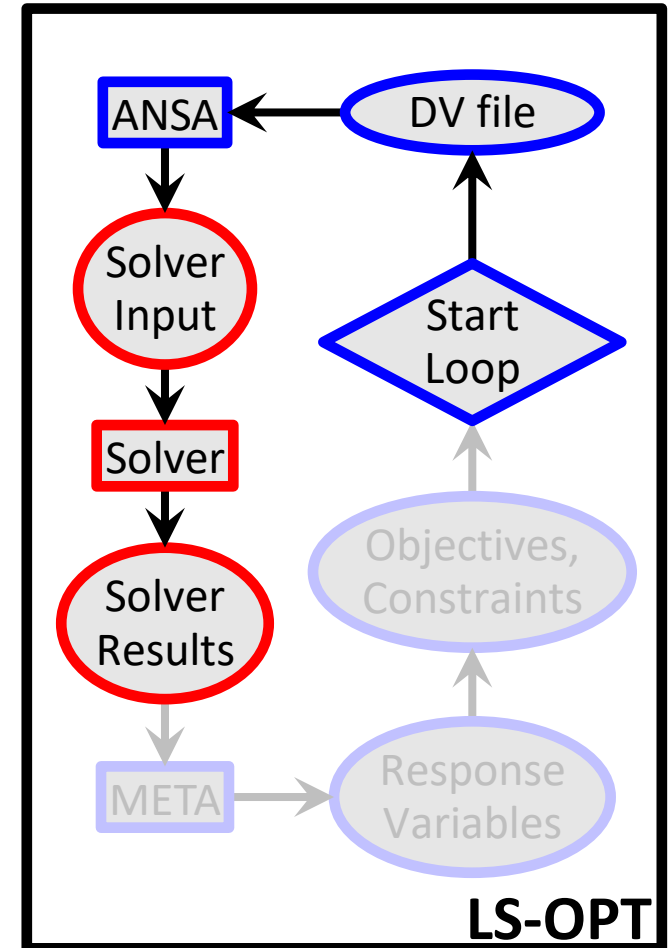 ANSA
DV file
Solver
Input
Start
Loop
Solver
Objectives,
Constraints
Solver
Results
META
Response
Variables
LS-OPT